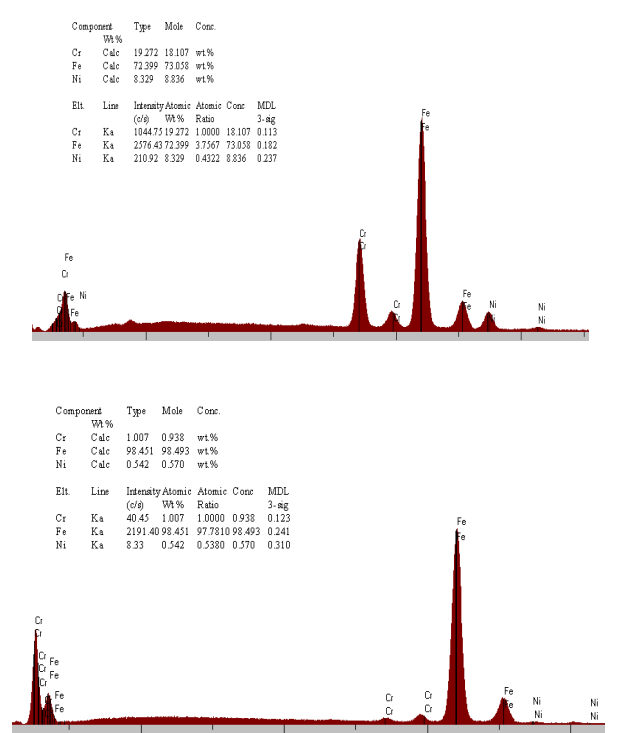 Component Type Mole Conc.
Wt.%
Cr Calc 19.272 18.107 wt.%
Fe Calc 72.399 73.058 wt.%
Ni Calc 8.329 8.836 wt.%
Elt. Line Intensity Atomic Atomic Conc MDL
(c/s) Wt.% Ratio 3-sig
Cr Ka 1044.75 19.272 1.0000 18.107 0.113
Fe Ka 2576.43 72.399 3.7567 73.058 0.182
Ni Ka 210.92 8.329 0.4322 8.836 0.237
Fe
Fe
Cr
Cr
Fe
Cr
Cr Fe Ni
Cr Fe
Cr
Cr
Fe
Fe
Ni
Ni
Ni
Ni
Component Type Mole Conc.
Wt.%
Cr Calc 1.007 0.938 wt.%
Fe Calc 98.451 98.493 wt.%
Ni Calc 0.542 0.570 wt.%
Elt. Line Intensity Atomic Atomic Conc MDL
(c/s) Wt.% Ratio 3-sig
Cr Ka 40.45 1.007 1.0000 0.938 0.123
Fe Ka 2191.40 98.451 97.7810 98.493 0.241
Ni Ka 8.33 0.542 0.5380 0.570 0.310
Fe
Fe
Cr
Cr
Cr Fe
Cr Fe
Cr
Fe
Fe
Cr
Cr
Cr
Cr
Fe
Fe
Ni
Ni
Ni
Ni